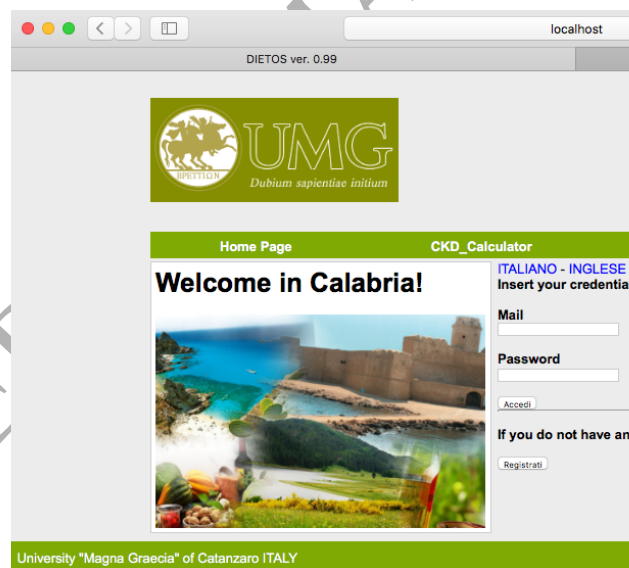 localhost
DIETOS ver. 0.99
UMG
Dubium sapientiae initium
Home Page
CKD_Calculator
Welcome in Calabria!
ITALIANO - INGLESE
Insert your credentia
Mail
Password
Accedi
If you do not have an
Registrati
University "Magna Graecia" of Catanzaro ITALY